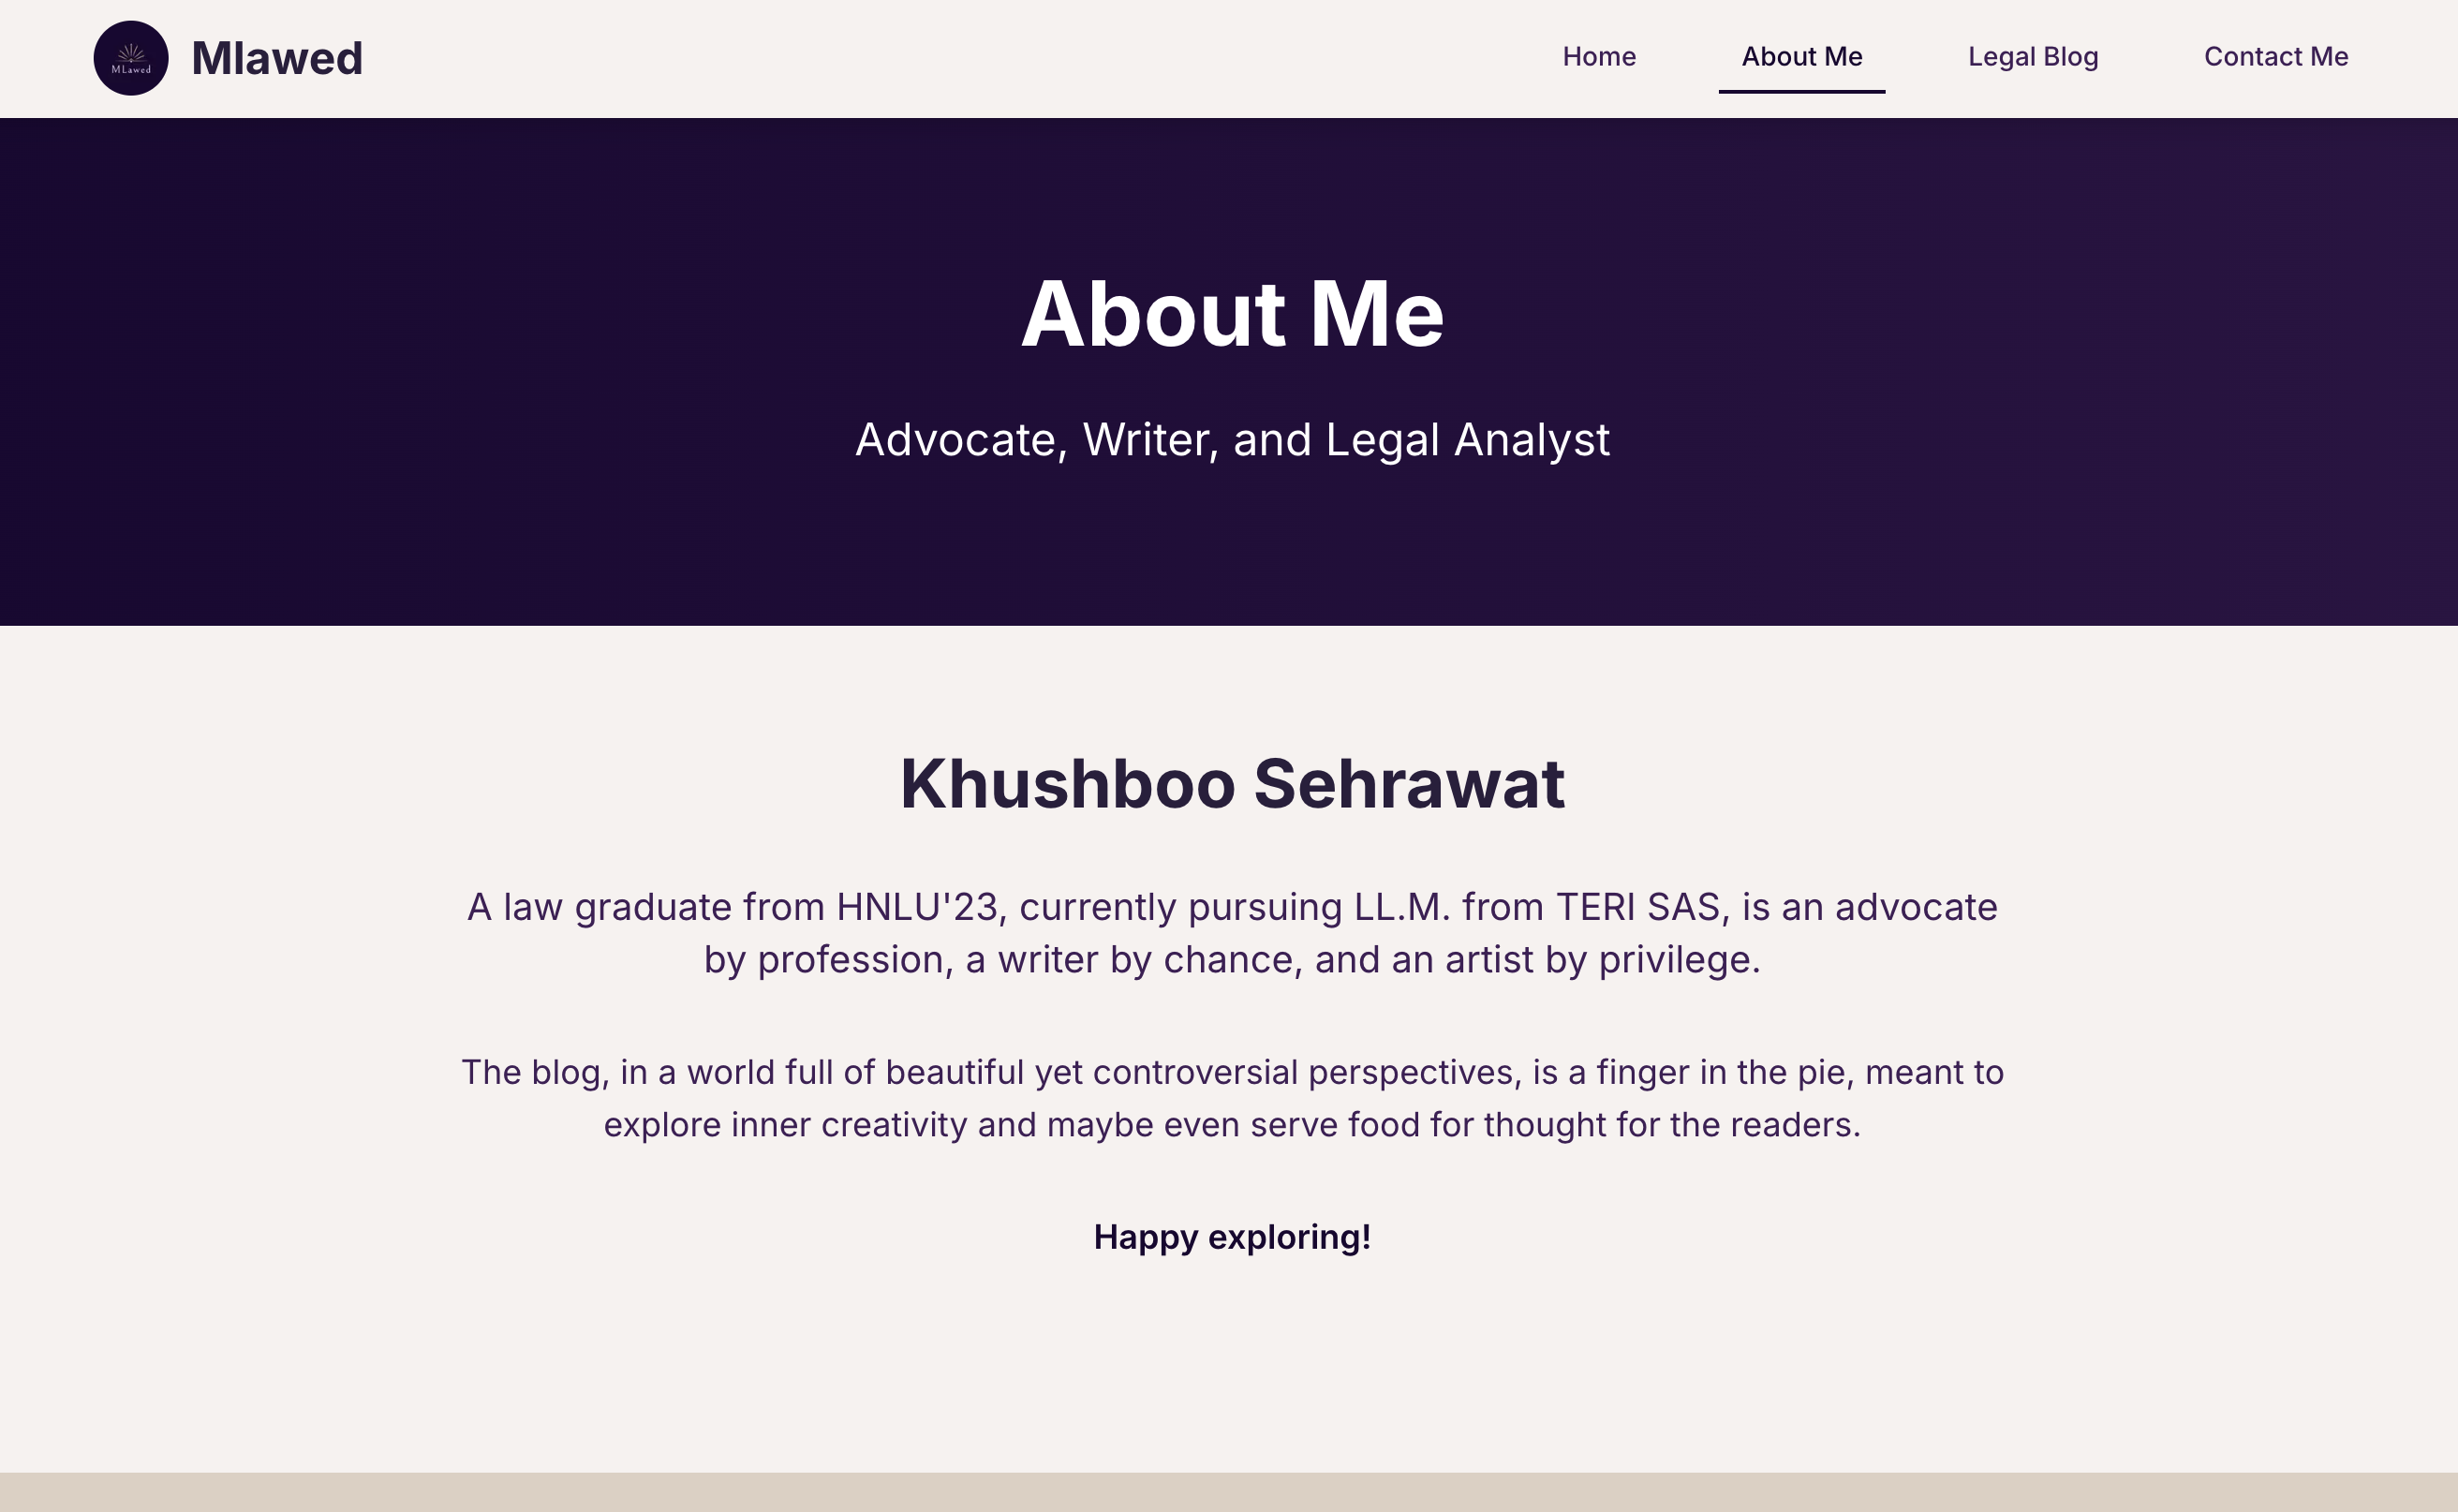 MLawed
Mlawed
Home
About Me
Legal Blog
Contact Me
About Me
Advocate, Writer, and Legal Analyst
Khushboo Sehrawat
A law graduate from HNLU'23, currently pursuing LL.M. from TERI SAS, is an advocate
by profession, a writer by chance, and an artist by privilege.
The blog, in a world full of beautiful yet controversial perspectives, is a finger in the pie, meant to
explore inner creativity and maybe even serve food for thought for the readers.
Happy exploring!